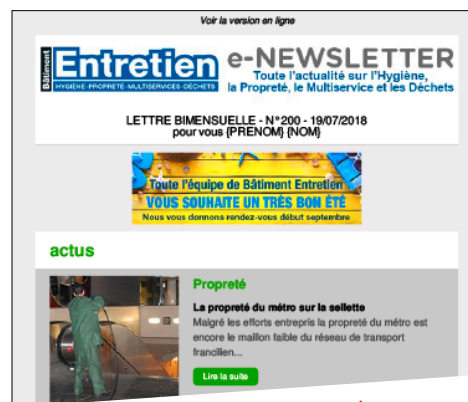 Voir la version en ligne
Bâtiment
Entretien
HYGIÈNE·PROPRETÉ·MULTISERVICES·DÉCHETS
e-NEWSLETTER
Toute l'actualité sur l'Hygiène,
la Propreté, le Multiservice et les Déchets
LETTRE BIMENSUELLE - N°200 - 19/07/2018
pour vous {PRENOM} {NOM}
Toute l'équipe de Bâtiment Entretien
VOUS SOUHAITE UN TRÈS BON ÉTÉ
Nous vous donnons rendez-vous début septembre
actus
Propreté
La propreté du métro sur la sellette
Malgré les efforts entrepris la propreté du métro est
encore le maillon faible du réseau de transport
francilien...
Lire la suite